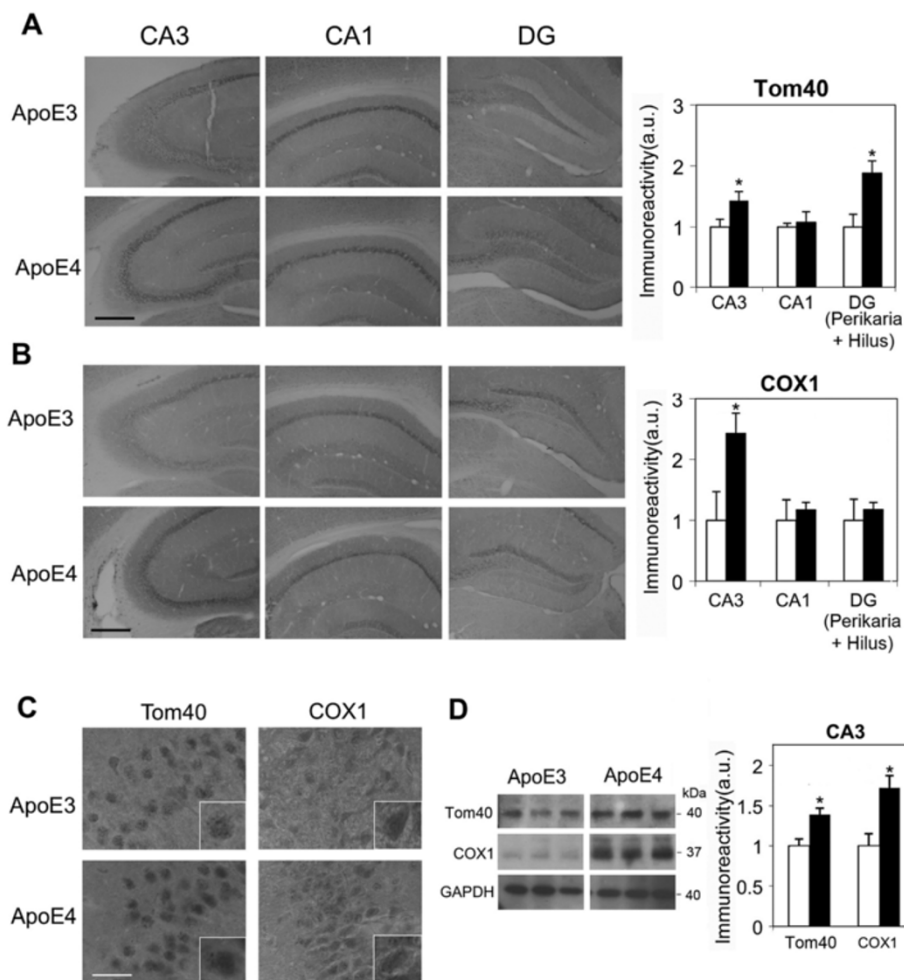 A
CA3 CA1 DG
ApoE3
ApoE4
Tom40
Immunoreactivity(a.u.)
3
2
1
0
*
*
CA3 CA1 DG
(Perikaria
+ Hilus)
B
ApoE3
ApoE4
COX1
Immunoreactivity(a.u.)
3
2
1
0
*
CA3 CA1 DG
(Perikaria
+ Hilus)
C
Tom40 COX1
ApoE3
ApoE4
D
ApoE3 ApoE4
kDa
Tom40 - 40
COX1 - 37
GAPDH - 40
CA3
Immunoreactivity(a.u.)
2
1.5
1
0.5
0
*
*
Tom40 COX1